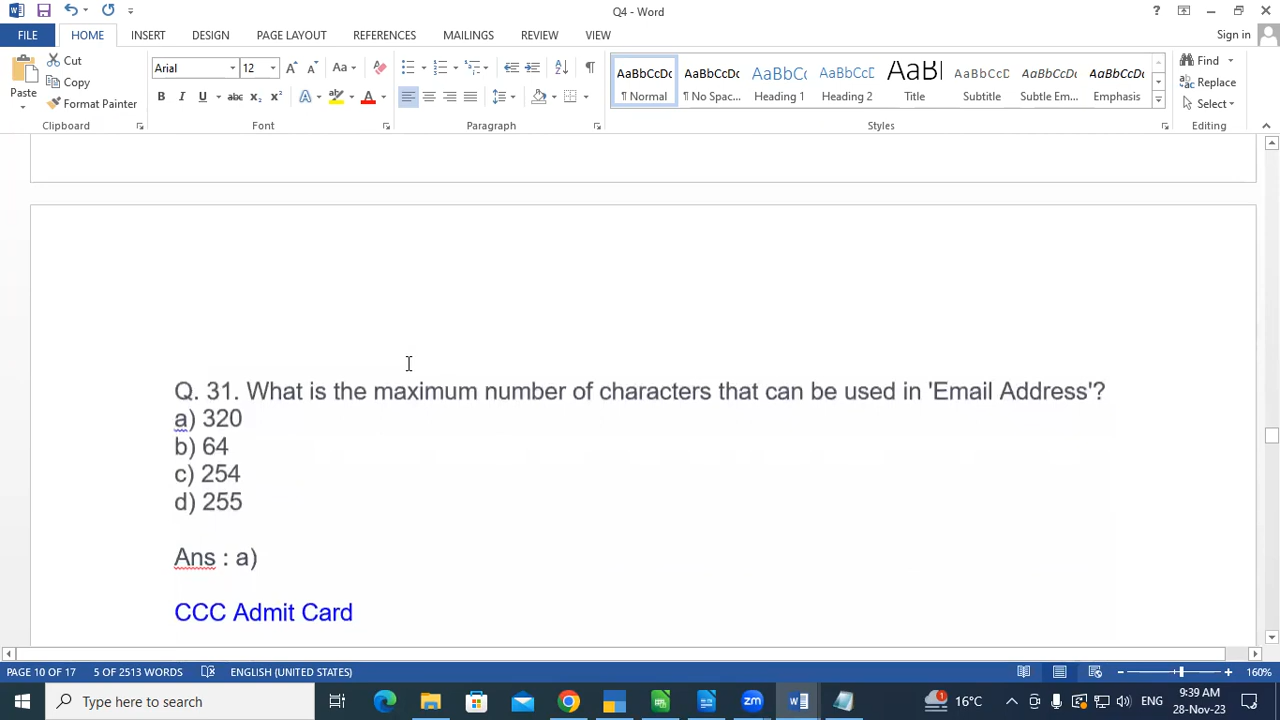 Q4 - Word
Sign in
FILE HOME INSERT DESIGN PAGE LAYOUT REFERENCES MAILINGS REVIEW VIEW
Paste
Cut
Copy
Format Painter
Clipboard
Arial 12
Font
Paragraph
AaBbCcDc AaBbCcDc AaBbCc AaBbCcD AaBl AaBbCcD AaBbCcDc AaBbCcDc
¶ Normal ¶ No Spac... Heading 1 Heading 2 Title Subtitle Subtle Em... Emphasis
Styles
Find
Replace
Select
Editing
Q. 31. What is the maximum number of characters that can be used in 'Email Address'?
a) 320
b) 64
c) 254
d) 255
Ans : a)
CCC Admit Card
PAGE 10 OF 17 5 OF 2513 WORDS ENGLISH (UNITED STATES) 160%
Type here to search
16°C ENG 9:39 AM
28-Nov-23